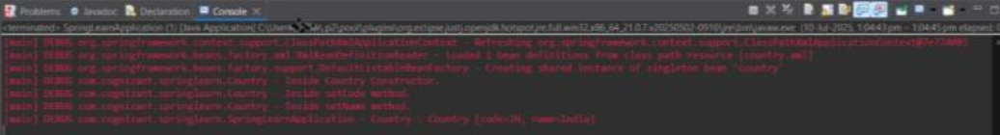 Problems Javadoc Declaration Console
<terminated> SpringLearnApplication (1) [Java Application] C:\Users\ .p2\pool\plugins\org.eclipse.justj.openjdk.hotspot.jre.full.win32.x86_64_21.0.7.v20250502-0916\jre\bin\javaw.exe (10-Jul-2025, 1:04:43 pm – 1:04:45 pm elapsed:
[main] DEBUG org.springframework.context.support.ClassPathXmlApplicationContext - Refreshing org.springframework.context.support.ClassPathXmlApplicationContext
[main] DEBUG org.springframework.beans.factory.xml.XmlBeanDefinitionReader - Loaded 1 bean definitions from class path resource [country.xml]
[main] DEBUG org.springframework.beans.factory.support.DefaultListableBeanFactory - Creating shared instance of singleton bean 'country'
[main] DEBUG com.cognizant.springlearn.Country - Inside Country Constructor.
[main] DEBUG com.cognizant.springlearn.Country - Inside setCode method.
[main] DEBUG com.cognizant.springlearn.Country - Inside setName method.
[main] DEBUG com.cognizant.springlearn.SpringLearnApplication - Country : Country [code=IN, name=India]